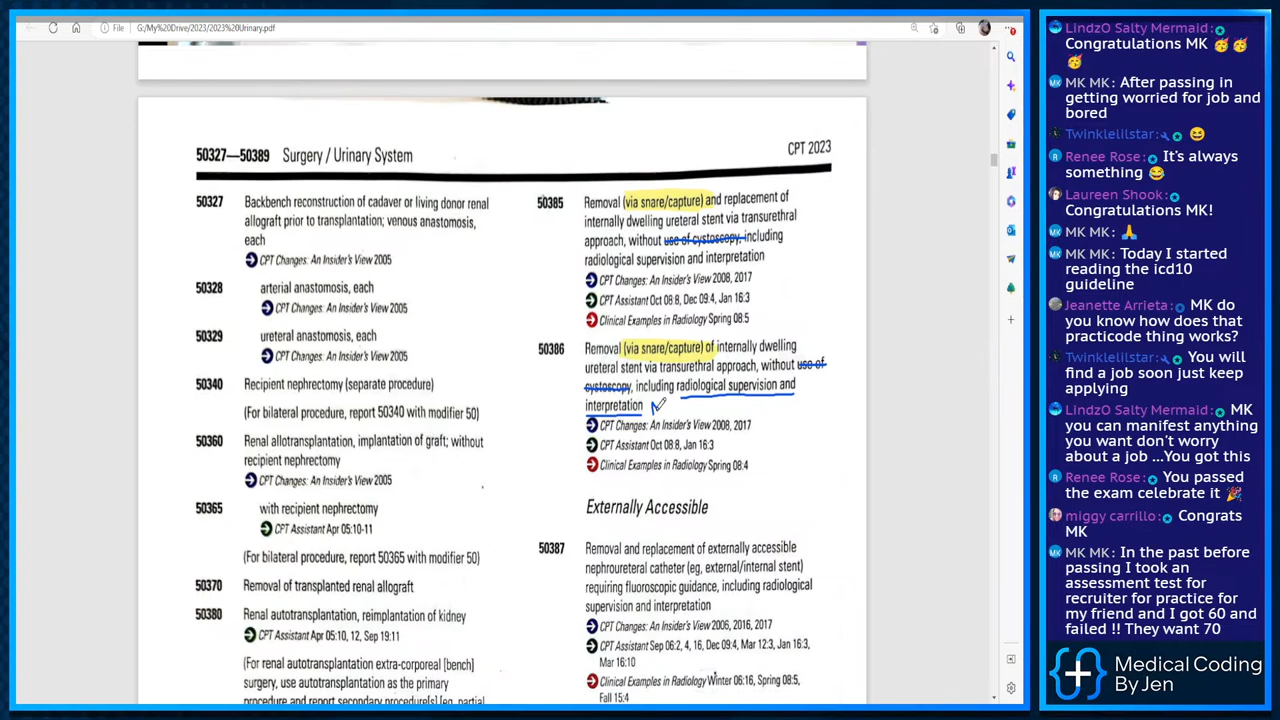 File
G:/My%20Drive/2023/2023%20Urinary.pdf
50327—50389 Surgery / Urinary System
CPT 2023
50327 Backbench reconstruction of cadaver or living donor renal
allograft prior to transplantation; venous anastomosis,
each
CPT Changes: An Insider's View 2005
50328 arterial anastomosis, each
CPT Changes: An Insider's View 2005
50329 ureteral anastomosis, each
CPT Changes: An Insider's View 2005
50340 Recipient nephrectomy (separate procedure)
(For bilateral procedure, report 50340 with modifier 50)
50360 Renal allotransplantation, implantation of graft; without
recipient nephrectomy
CPT Changes: An Insider's View 2005
50365 with recipient nephrectomy
CPT Assistant Apr 05:10-11
(For bilateral procedure, report 50365 with modifier 50)
50370 Removal of transplanted renal allograft
50380 Renal autotransplantation, reimplantation of kidney
CPT Assistant Apr 05:10, 12, Sep 19:11
(For renal autotransplantation extra-corporeal [bench]
surgery, use autotransplantation as the primary
procedure and report secondary procedure[s] [eg, partial
50385 Removal (via snare/capture) and replacement of
internally dwelling ureteral stent via transurethral
approach, without use of cystoscopy, including
radiological supervision and interpretation
CPT Changes: An Insider's View 2008, 2017
CPT Assistant Oct 08:8, Dec 09:4, Jan 16:3
Clinical Examples in Radiology Spring 08:5
50386 Removal (via snare/capture) of internally dwelling
ureteral stent via transurethral approach, without use of
cystoscopy, including radiological supervision and
interpretation
CPT Changes: An Insider's View 2008, 2017
CPT Assistant Oct 08:8, Jan 16:3
Clinical Examples in Radiology Spring 08:4
Externally Accessible
50387 Removal and replacement of externally accessible
nephroureteral catheter (eg, external/internal stent)
requiring fluoroscopic guidance, including radiological
supervision and interpretation
CPT Changes: An Insider's View 2006, 2016, 2017
CPT Assistant Sep 06:2, 4, 16, Dec 09:4, Mar 12:3, Jan 16:3,
Mar 16:10
Clinical Examples in Radiology Winter 06:16, Spring 08:5,
Fall 15:4
LindzO Salty Mermaid:
Congratulations MK 🥳 🥳
🥳
MK MK: After passing in
getting worried for job and
bored
Twinklelilstar: 😆
Renee Rose: It's always
something 😂
Laureen Shook:
Congratulations MK!
MK MK: 🙏
MK MK: Today I started
reading the icd10
guideline
Jeanette Arrieta: MK do
you know how does that
practicode thing works?
Twinklelilstar: You will
find a job soon just keep
applying
LindzO Salty Mermaid: MK
you can manifest anything
you want don't worry
about a job ...You got this
Renee Rose: You passed
the exam celebrate it 🎉
miggy carrillo: Congrats
MK
MK MK: In the past before
passing I took an
assessment test for
recruiter for practice for
my friend and I got 60 and
failed !! They want 70
Medical Coding
By Jen